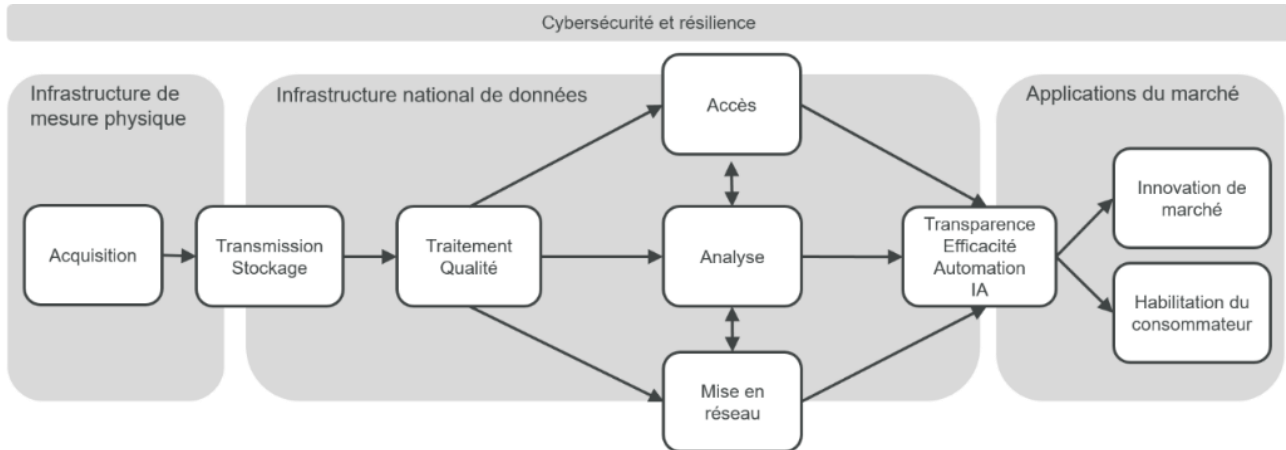 Cybersécurité et résilience
Infrastructure de
mesure physique
Infrastructure national de données
Applications du marché
Acquisition
Transmission
Stockage
Traitement
Qualité
Accès
Analyse
Mise en
réseau
Transparence
Efficacité
Automation
IA
Innovation de
marché
Habilitation du
consommateur